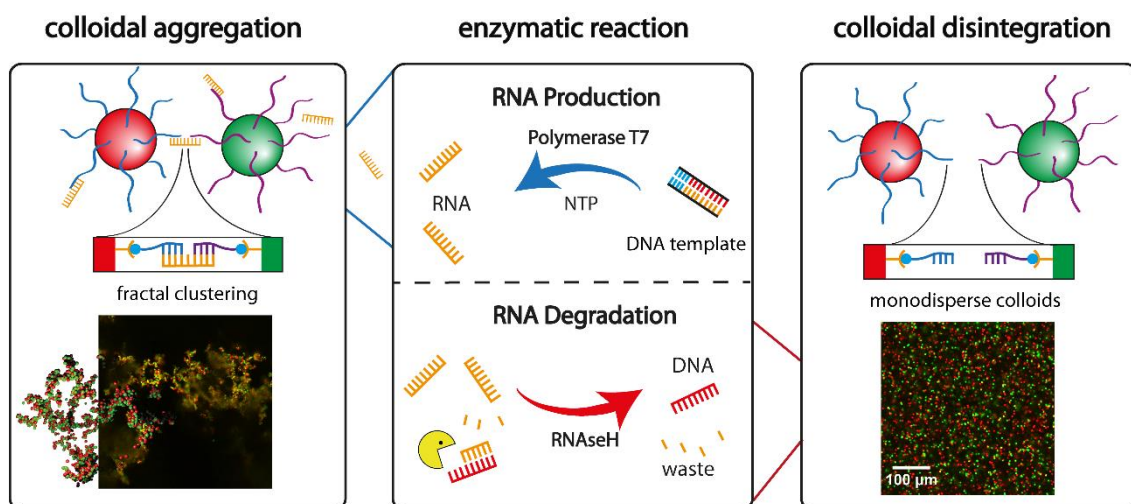 colloidal aggregation
enzymatic reaction
colloidal disintegration
RNA Production
Polymerase T7
NTP
RNA
DNA template
fractal clustering
monodisperse colloids
RNA Degradation
DNA
RNAseH
waste
100 µm